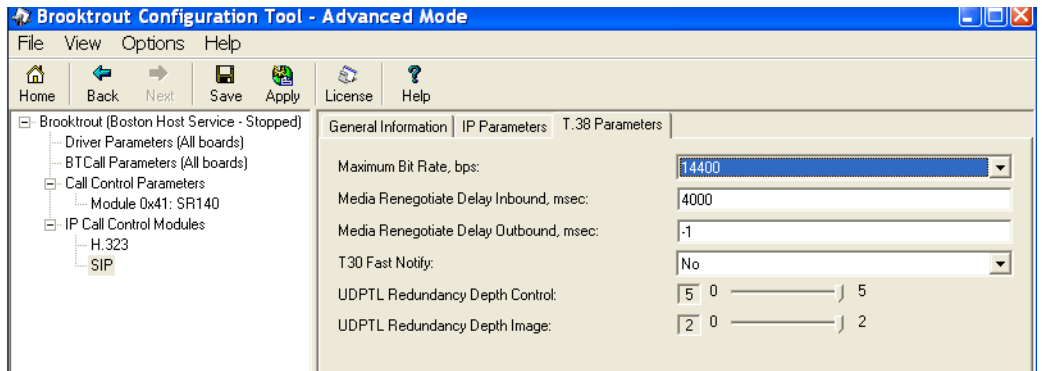 Brooktrout Configuration Tool - Advanced Mode
File View Options Help
Home Back Next Save Apply License Help
Brooktrout (Boston Host Service - Stopped)
Driver Parameters (All boards)
BTCall Parameters (All boards)
Call Control Parameters
Module 0x41: SR140
IP Call Control Modules
H.323
SIP
General Information IP Parameters T.38 Parameters
Maximum Bit Rate, bps: 14400
Media Renegotiate Delay Inbound, msec: 4000
Media Renegotiate Delay Outbound, msec: -1
T30 Fast Notify: No
UDPTL Redundancy Depth Control: 5 0 5
UDPTL Redundancy Depth Image: 2 0 2